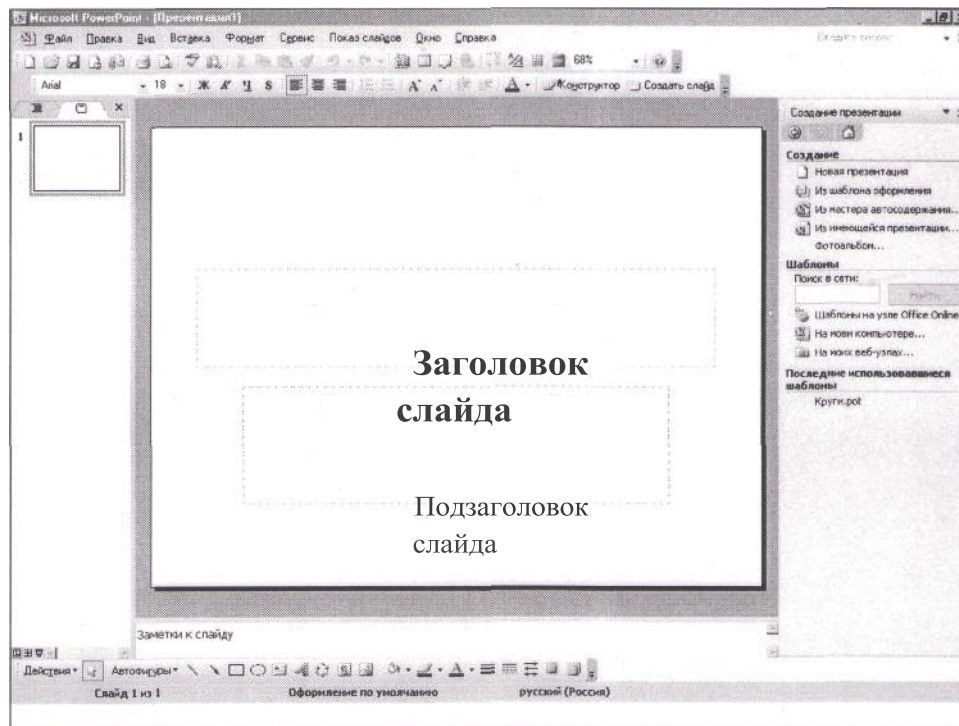 Microsoft PowerPoint - [Презентация1]
Файл Правка Вид Вставка Формат Сервис Показ слайдов Окно Справка
68%
Arial 18 Ж К Ч S Конструктор Создать слайд
1
Создание презентации
Создание
Новая презентация
Из шаблона оформления
Из мастера автосодержания...
Из имеющейся презентации...
Фотоальбом...
Шаблоны
Поиск в сети:
Найти
Шаблоны на узле Office Online
На моем компьютере...
На моих веб-узлах...
Последние использовавшиеся
шаблоны
Круги.pot
Заголовок
слайда
Подзаголовок
слайда
Заметки к слайду
Действия Автофигуры
Слайд 1 из 1 Оформление по умолчанию русский (Россия)